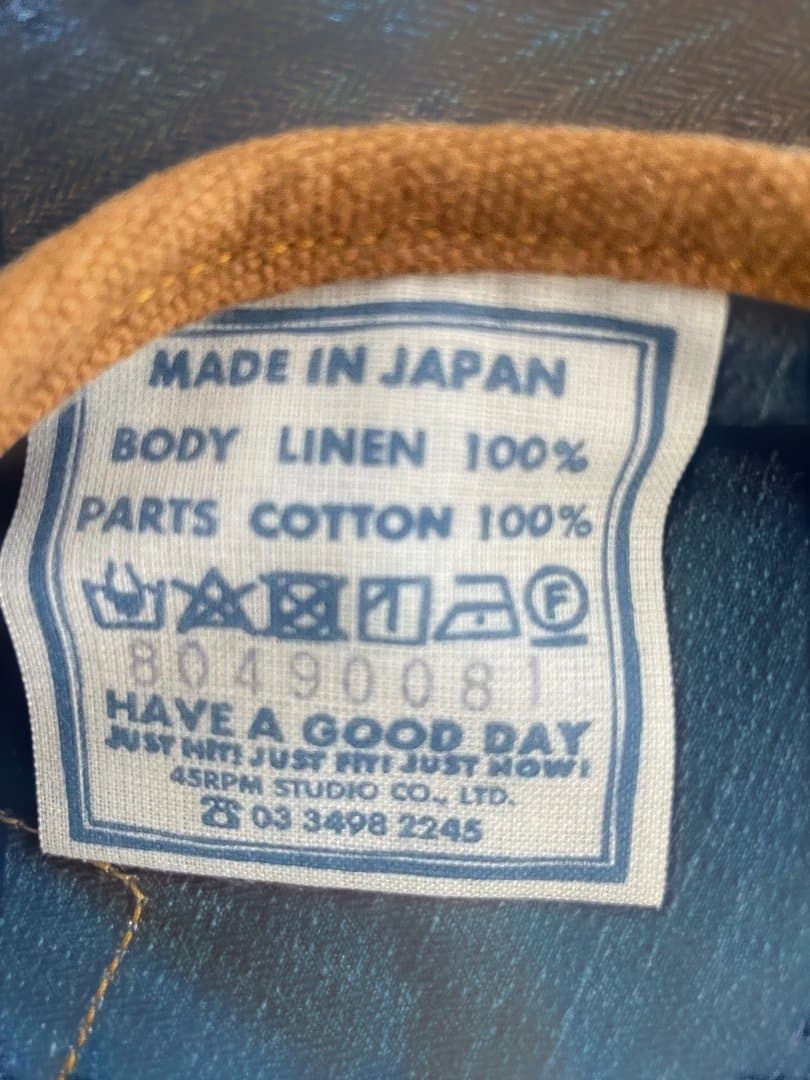 MADE IN JAPAN
BODY LINEN 100%
PARTS COTTON 100%
F
80490081
HAVE A GOOD DAY
JUST HIT! JUST FIT! JUST NOW!
45RPM STUDIO CO., LTD.
☎ 03 3498 2245